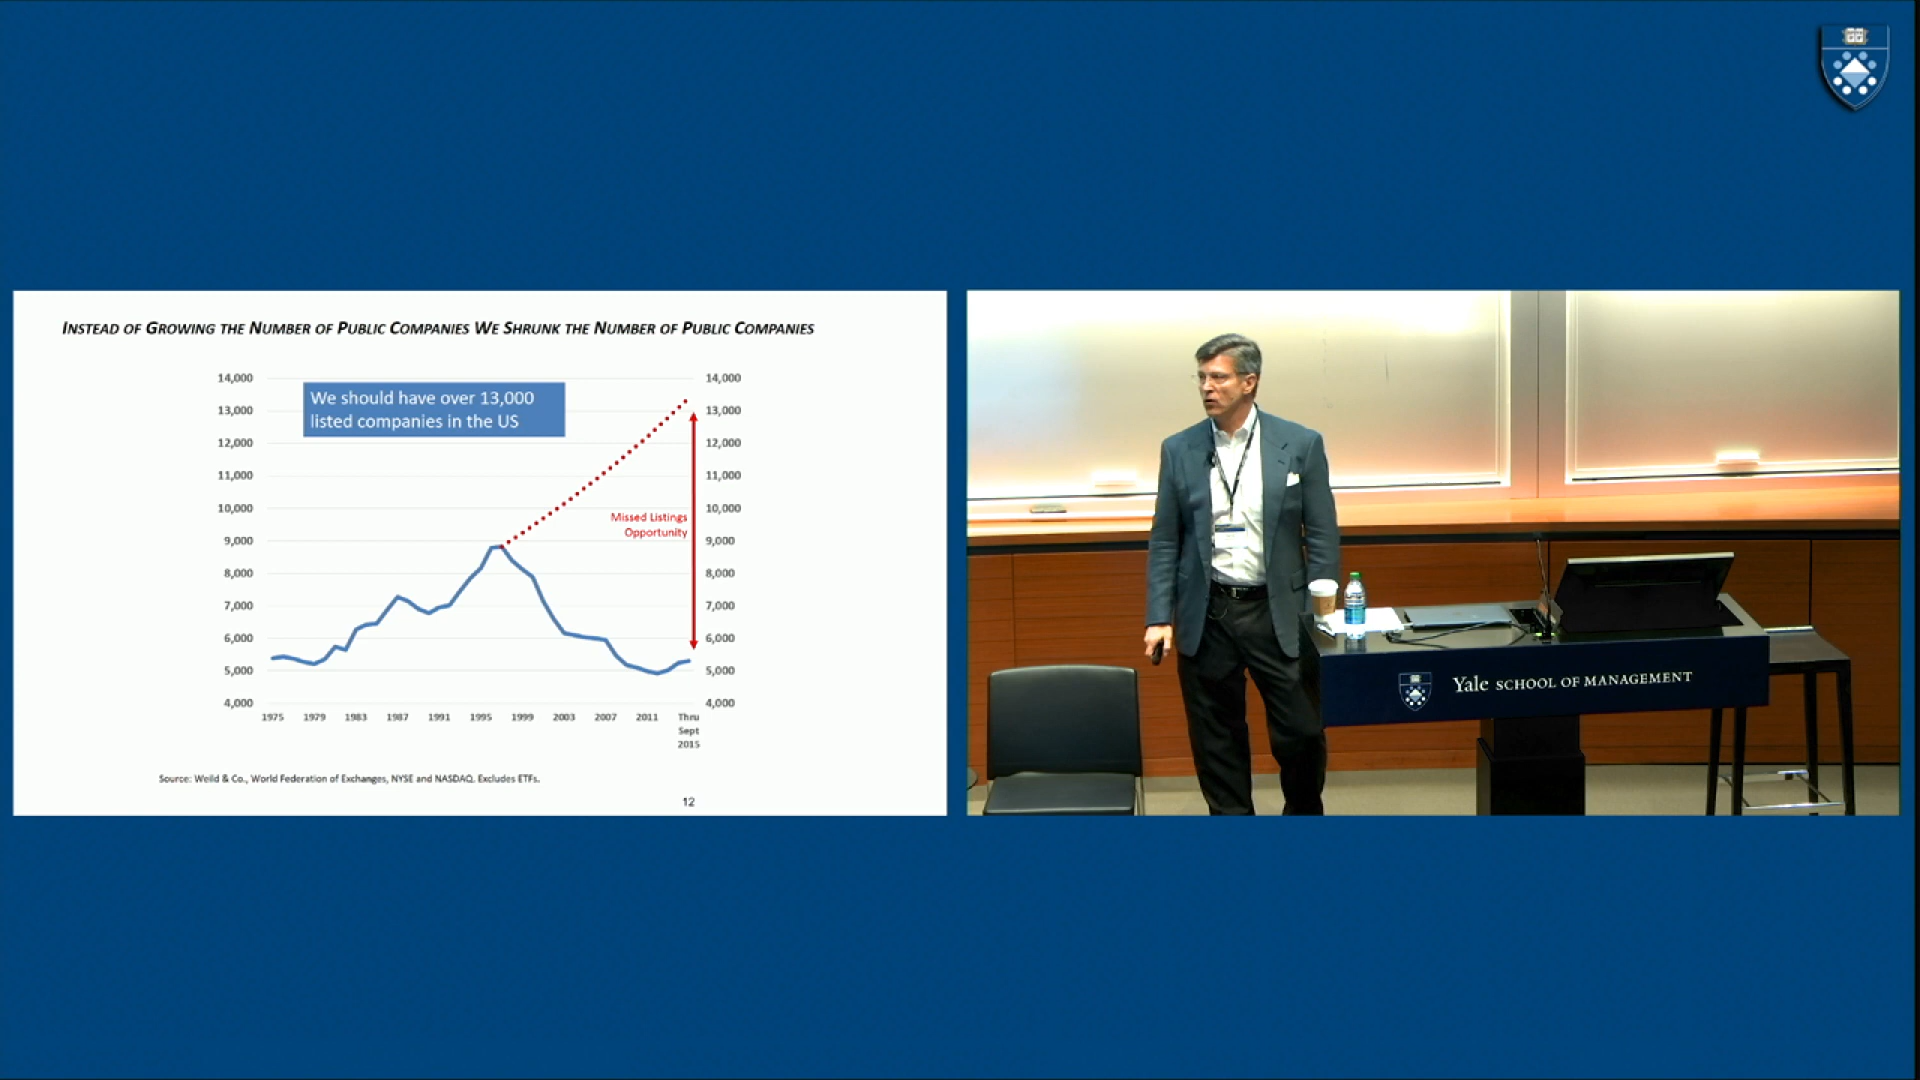 INSTEAD OF GROWING THE NUMBER OF PUBLIC COMPANIES WE SHRUNK THE NUMBER OF PUBLIC COMPANIES
14,000
13,000
12,000
11,000
10,000
9,000
8,000
7,000
6,000
5,000
4,000
We should have over 13,000
listed companies in the US
Missed Listings
Opportunity
14,000
13,000
12,000
11,000
10,000
9,000
8,000
7,000
6,000
5,000
4,000
1975 1979 1983 1987 1991 1995 1999 2003 2007 2011 Thru
Sept
2015
Source: Weild & Co., World Federation of Exchanges, NYSE and NASDAQ. Excludes ETFs.
12
Yale SCHOOL OF MANAGEMENT